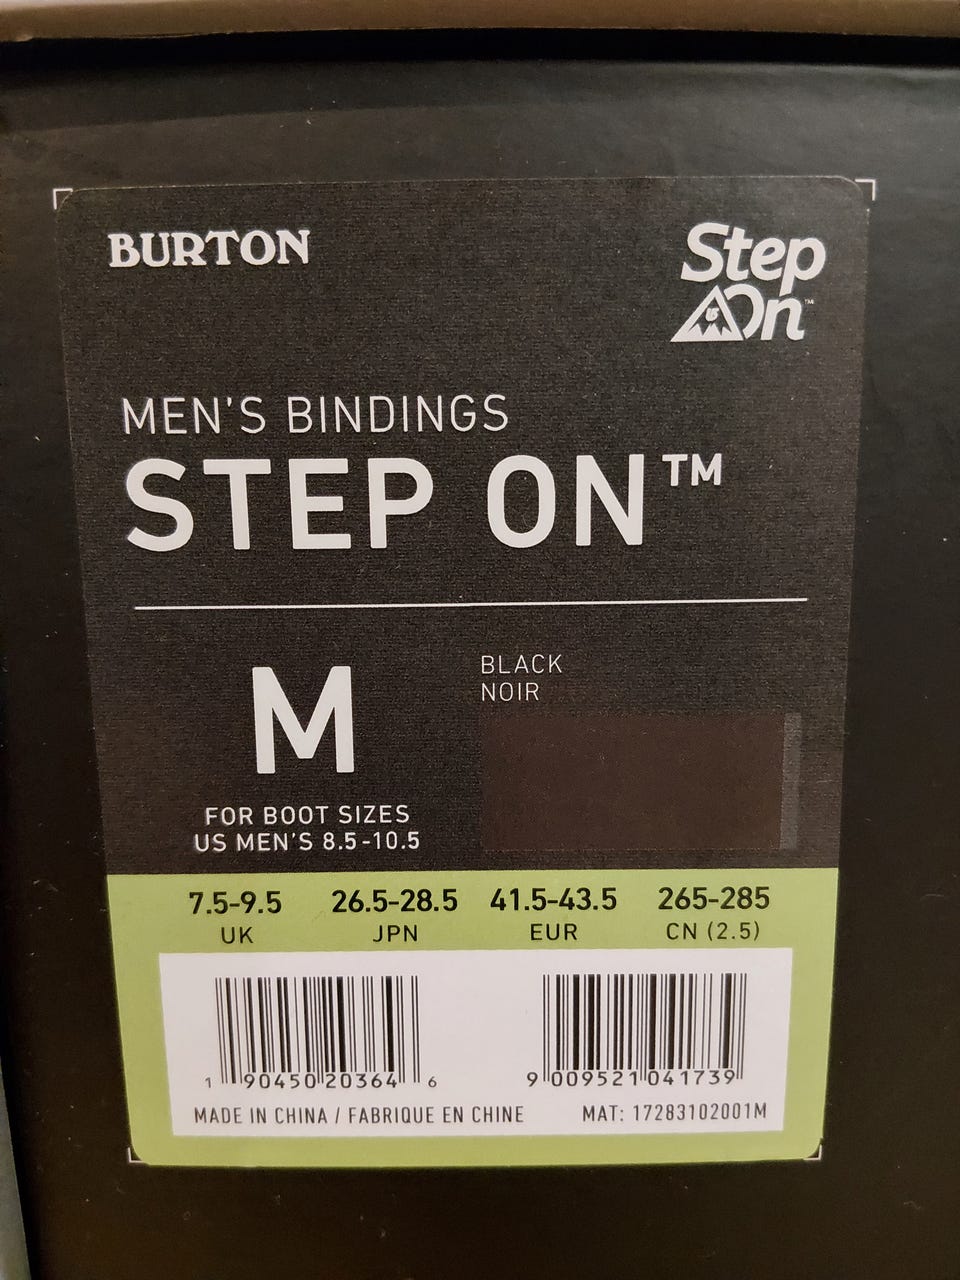 BURTON
Step
On™
MEN'S BINDINGS
STEP ON™
M
BLACK
NOIR
FOR BOOT SIZES
US MEN'S 8.5-10.5
7.5-9.5 26.5-28.5 41.5-43.5 265-285
UK JPN EUR CN (2.5)
1 90450 20364 6 9 009521 041739
MADE IN CHINA / FABRIQUE EN CHINE MAT: 17283102001M